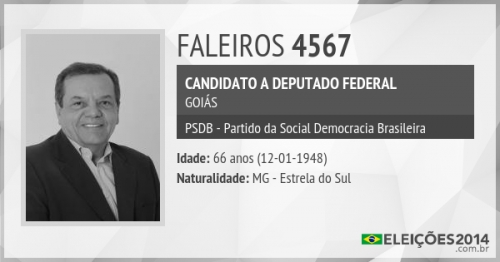 FALEIROS 4567
CANDIDATO A DEPUTADO FEDERAL
GOIÁS
PSDB - Partido da Social Democracia Brasileira
Idade: 66 anos (12-01-1948)
Naturalidade: MG - Estrela do Sul
ELEIÇÕES2014
.com.br